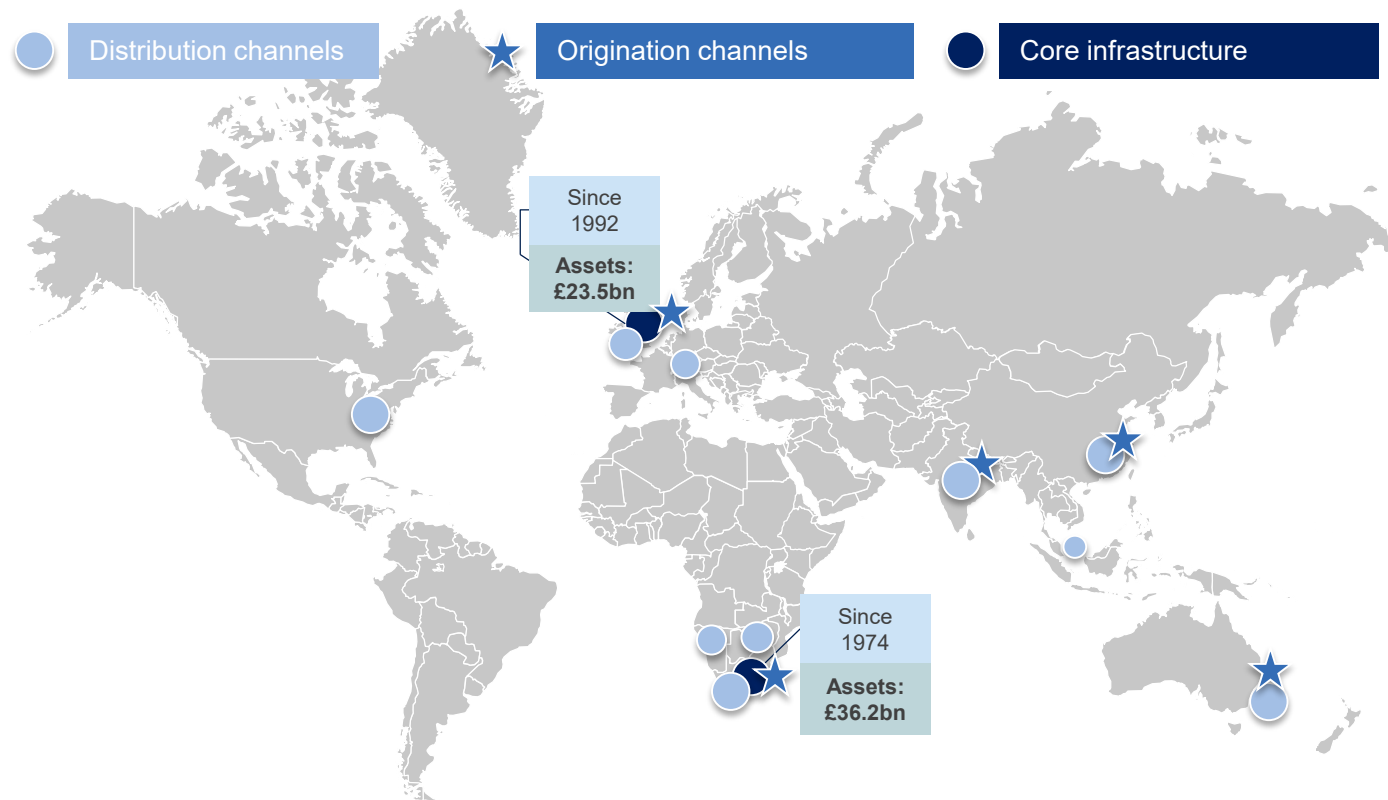 Distribution channels
Origination channels
Core infrastructure
Since
1992
Assets:
£23.5bn
Since
1974
Assets:
£36.2bn